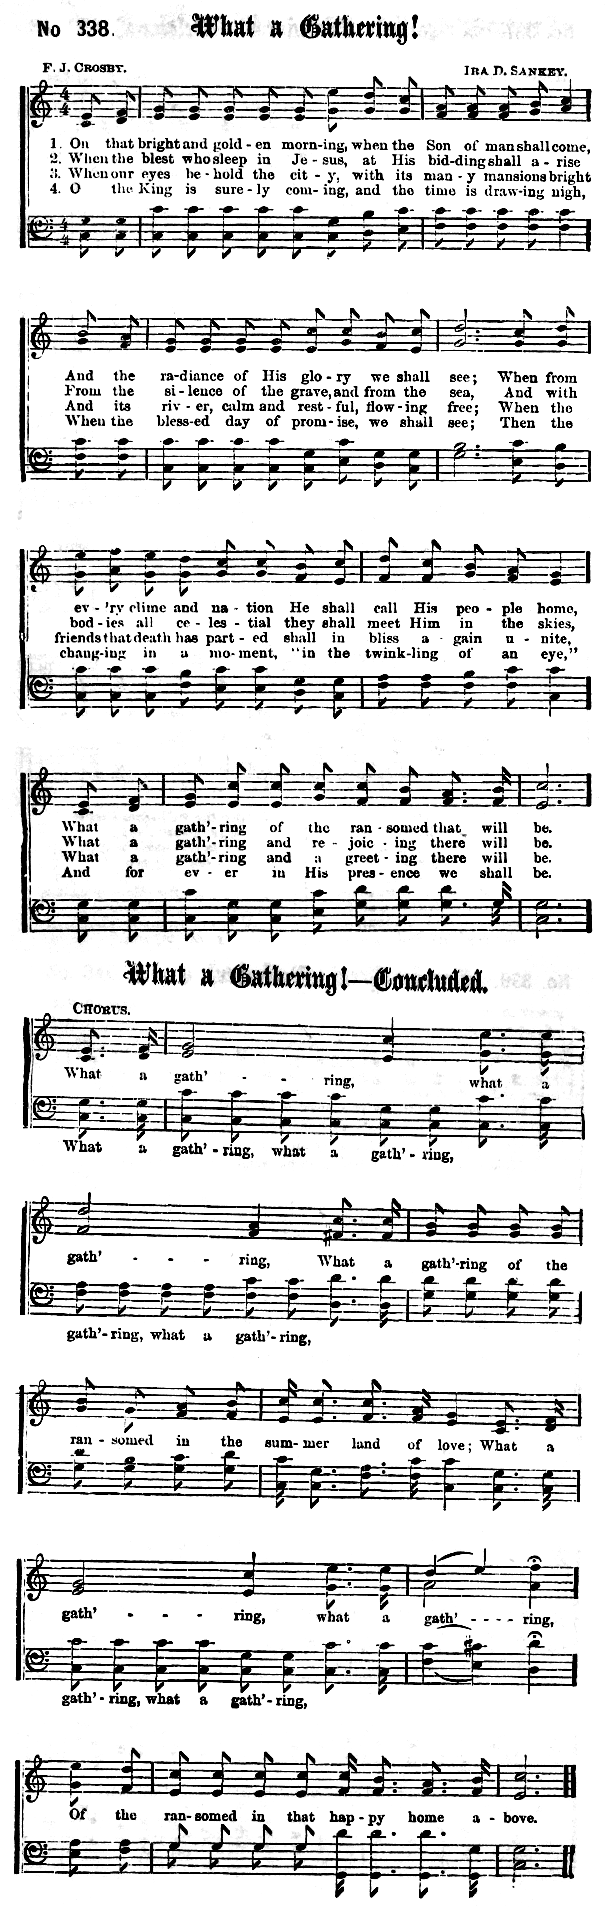 No 338. What a Gathering!
F. J. Crosby. Ira D. Sankey.
1. On that bright and gold-en morn-ing, when the Son of man shall come,
2. When the blest who sleep in Je-sus, at His bid-ding shall a-rise
3. When our eyes be-hold the cit-y, with its man-y mansions bright
4. O the King is sure-ly com-ing, and the time is draw-ing nigh,
And the ra-diance of His glo-ry we shall see; When from
From the si-lence of the grave, and from the sea, And with
And its riv-er, calm and rest-ful, flow-ing free; When the
When the bless-ed day of prom-ise, we shall see; Then the
ev-'ry clime and na-tion He shall call His peo-ple home,
bod-ies all ce-les-tial they shall meet Him in the skies,
friends that death has part-ed shall in bliss a-gain u-nite,
chang-ing in a mo-ment, "in the twink-ling of an eye,"
What a gath'-ring of the ran-somed that will be.
What a gath'-ring and re-joic-ing there will be.
What a gath'-ring and a greet-ing there will be.
And for ev-er in His pres-ence we shall be.
What a Gathering!—Concluded.
Chorus.
What a gath'- - - ring, what a
What a gath'-ring, what a gath'-ring,
gath'- - - - ring, What a gath'-ring of the
gath'-ring, what a gath'-ring,
ran-somed in the sum-mer land of love; What a
gath'- - - - ring, what a gath'- - - - ring,
gath'-ring, what a gath'-ring,
Of the ran-somed in that hap-py home a-bove.